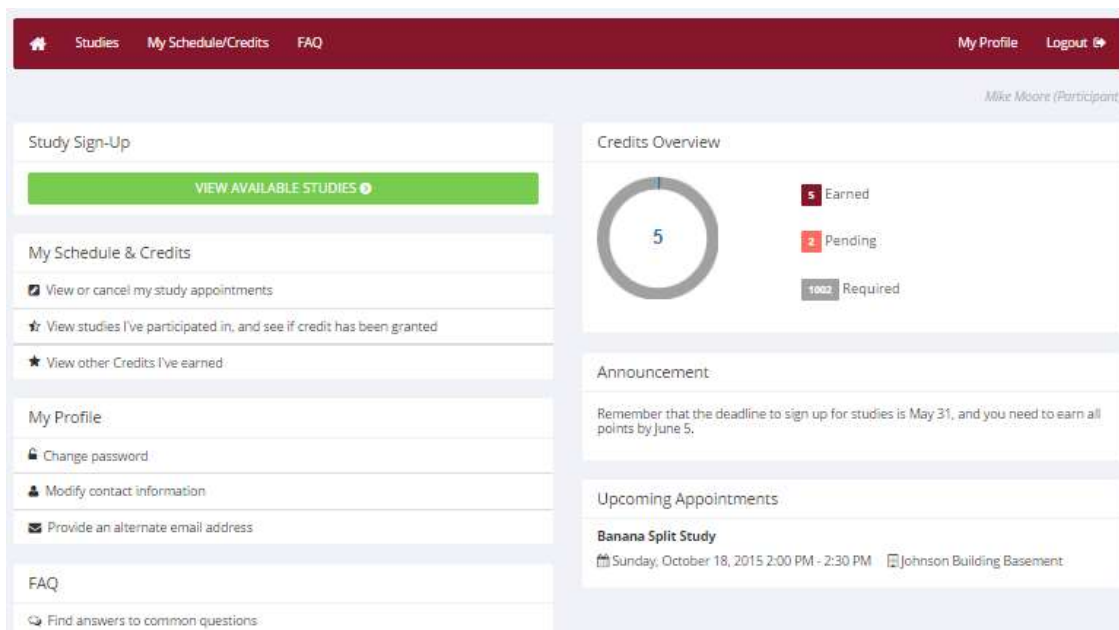 Studies My Schedule/Credits FAQ My Profile Logout
Mike Moore (Participant
Study Sign-Up
VIEW AVAILABLE STUDIES
My Schedule & Credits
View or cancel my study appointments
View studies I've participated in, and see if credit has been granted
View other Credits I've earned
My Profile
Change password
Modify contact information
Provide an alternate email address
FAQ
Find answers to common questions
Credits Overview
5
5 Earned
2 Pending
1002 Required
Announcement
Remember that the deadline to sign up for studies is May 31, and you need to earn all
points by June 5.
Upcoming Appointments
Banana Split Study
Sunday, October 18, 2015 2:00 PM - 2:30 PM Johnson Building Basement